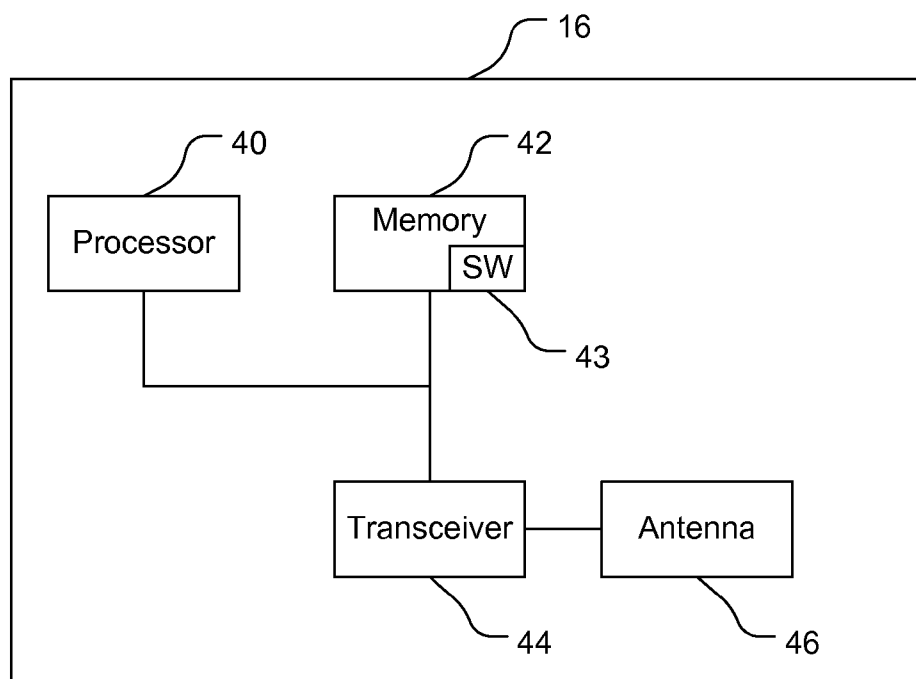 16
40
42
Processor
Memory
SW
43
Transceiver
Antenna
44
46